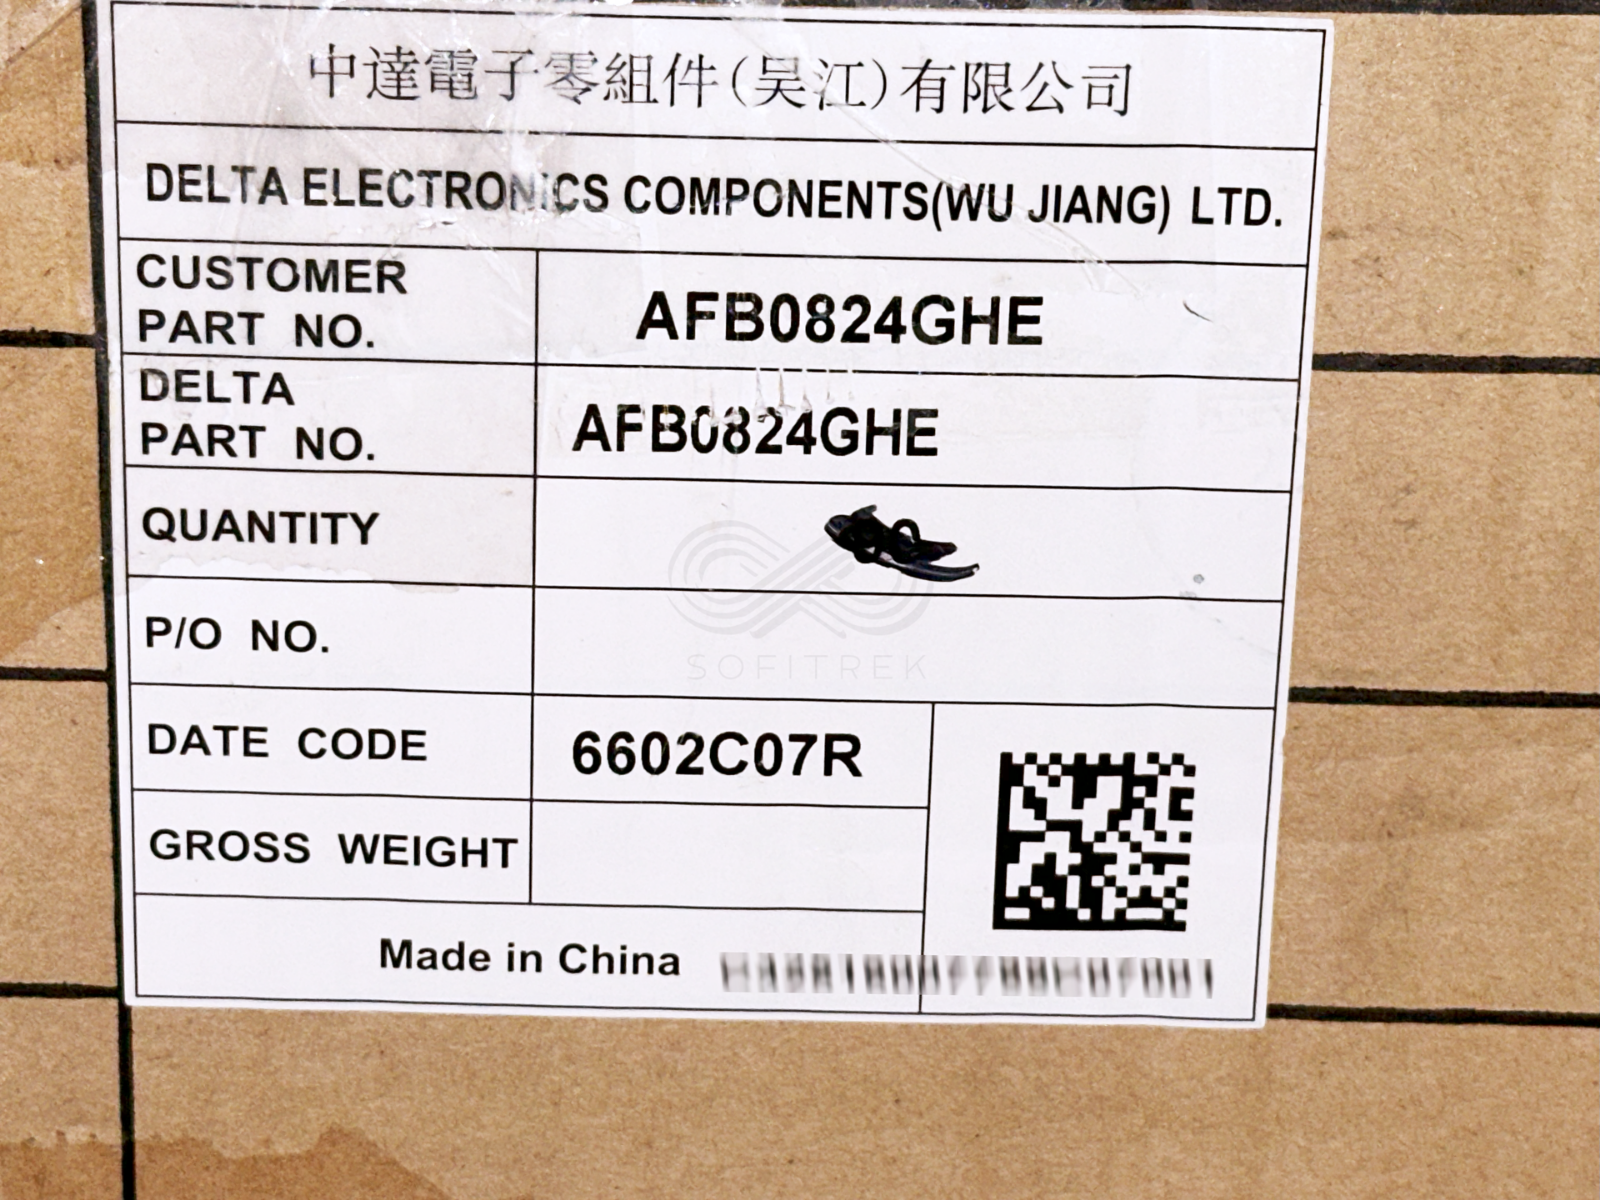 中達電子零組件(吴江)有限公司
DELTA ELECTRONICS COMPONENTS(WU JIANG) LTD.
CUSTOMER
PART NO.
AFB0824GHE
DELTA
PART NO.
AFB0824GHE
QUANTITY
P/O NO.
SOFITREK
DATE CODE
6602C07R
GROSS WEIGHT
Made in China